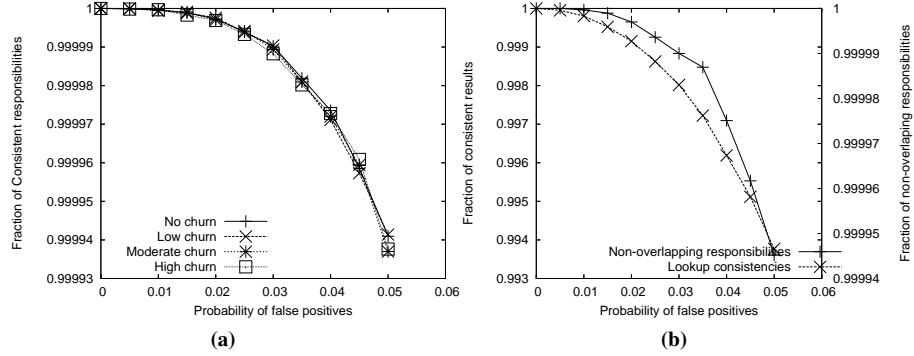 1
0.99999
0.99998
0.99997
0.99996
0.99995
0.99994
0.99993
Fraction of Consistent responsibilities
No churn
Low churn
Moderate churn
High churn
0 0.01 0.02 0.03 0.04 0.05 0.06
Probability of false positives
(a)
1
0.999
0.998
0.997
0.996
0.995
0.994
0.993
Fraction of consistent results
Non-overlapping responsibilities
Lookup consistencies
0 0.01 0.02 0.03 0.04 0.05 0.06
Probability of false positives
1
0.99999
0.99998
0.99997
0.99996
0.99995
0.99994
Fraction of non-overlaping responsibilities
(b)